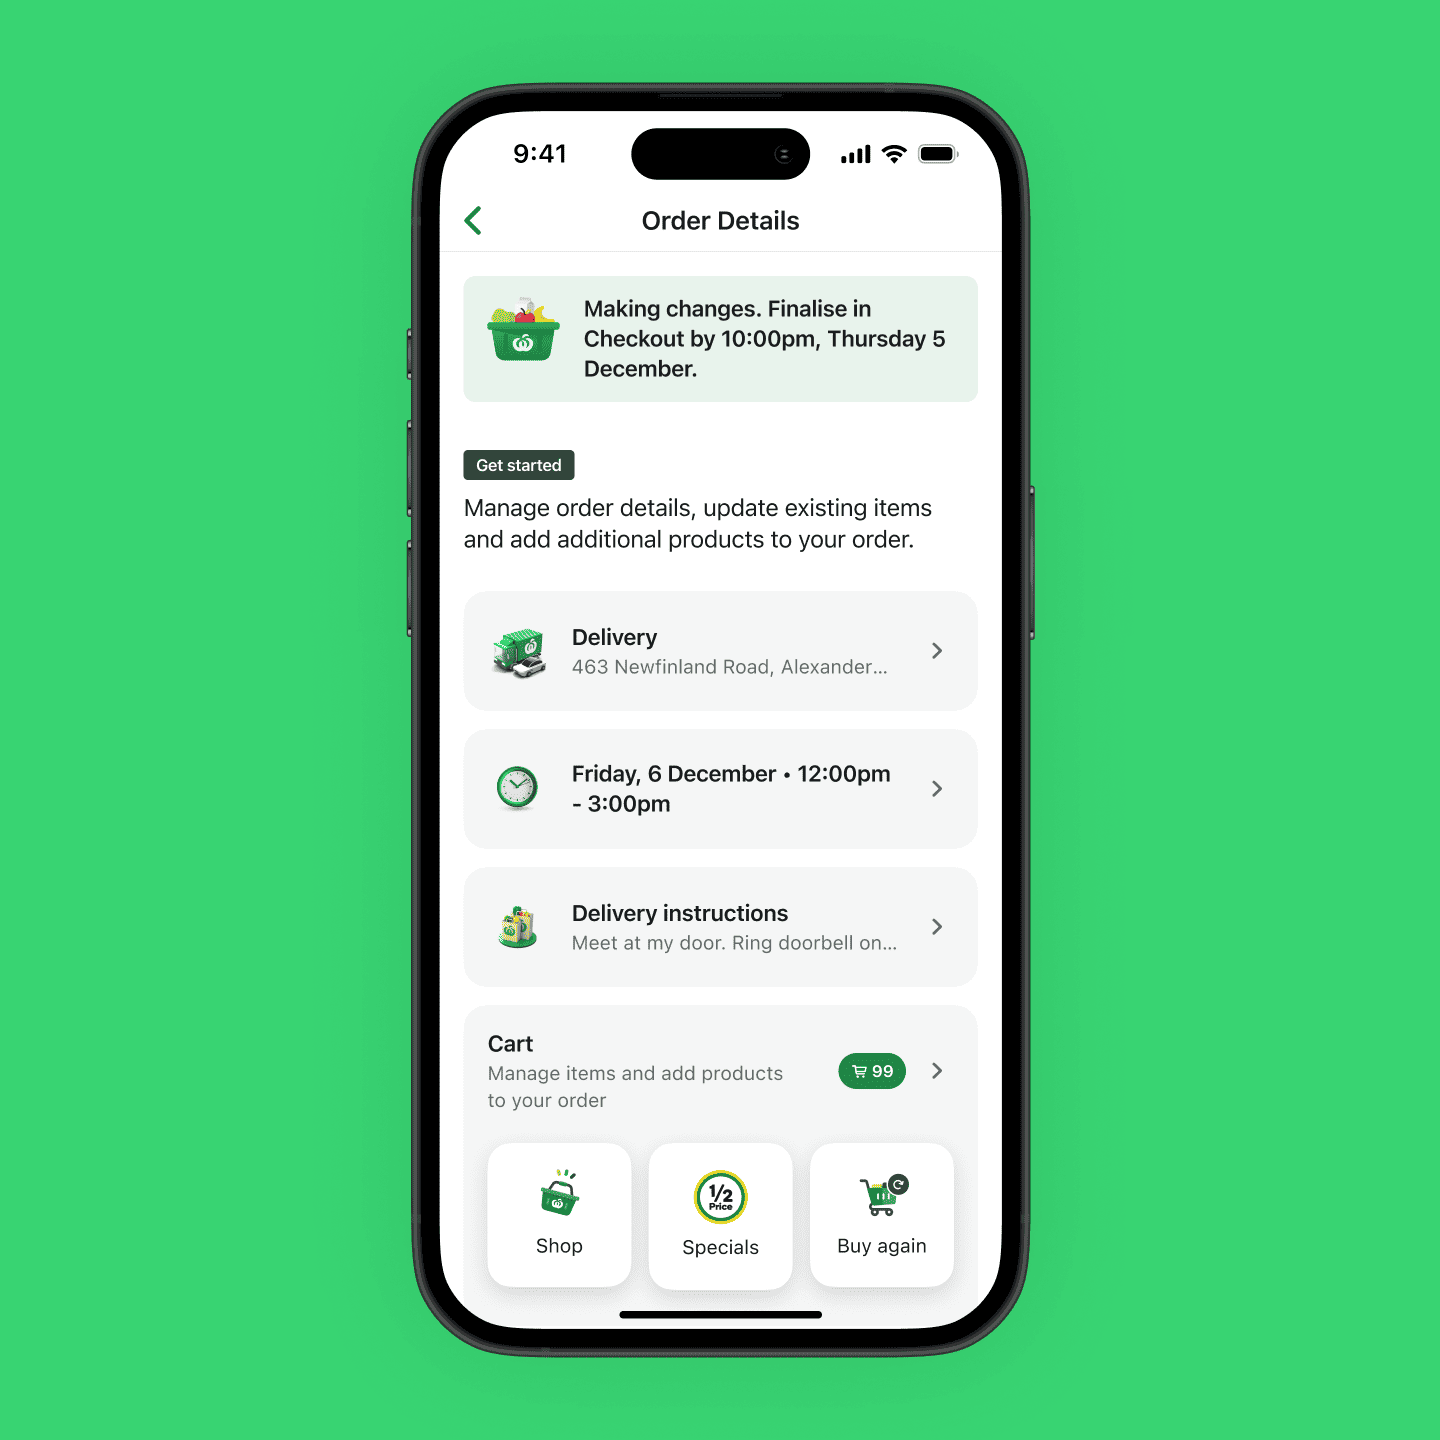 9:41
Order Details
Making changes. Finalise in
Checkout by 10:00pm, Thursday 5
December.
Get started
Manage order details, update existing items
and add additional products to your order.
Delivery
463 Newfinland Road, Alexander...
Friday, 6 December • 12:00pm
- 3:00pm
Delivery instructions
Meet at my door. Ring doorbell on...
Cart
Manage items and add products
to your order
99
Shop
1/2
Price
Specials
Buy again